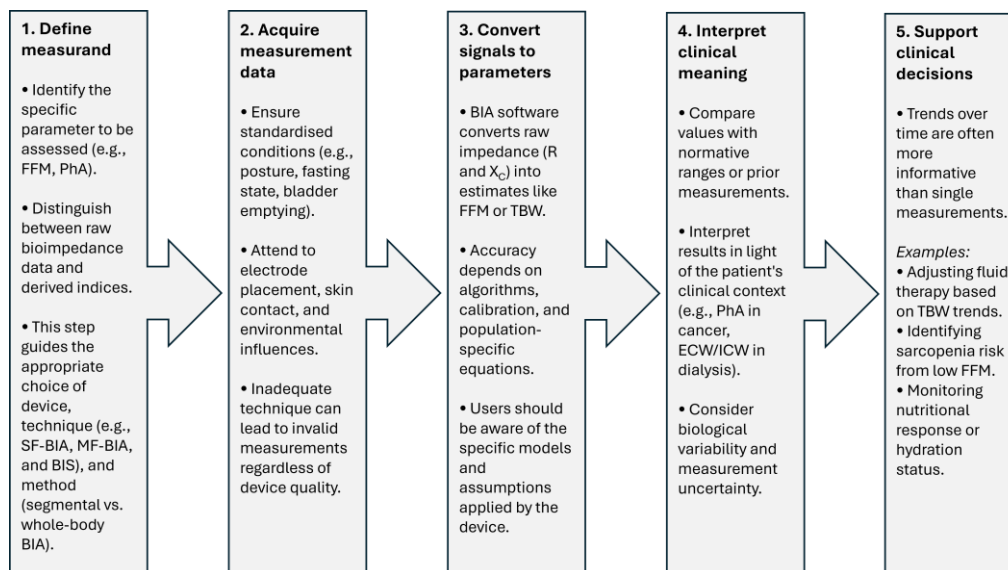 1. Define
measurand
• Identify the
specific
parameter to be
assessed (e.g.,
FFM, PhA).
• Distinguish
between raw
bioimpedance
data and
derived indices.
• This step
guides the
appropriate
choice of
device,
technique (e.g.,
SF-BIA, MF-BIA,
and BIS), and
method
(segmental vs.
whole-body
BIA).
2. Acquire
measurement
data
• Ensure
standardised
conditions (e.g.,
posture, fasting
state, bladder
emptying).
• Attend to
electrode
placement, skin
contact, and
environmental
influences.
• Inadequate
technique can
lead to invalid
measurements
regardless of
device quality.
3. Convert
signals to
parameters
• BIA software
converts raw
impedance (R
and XC) into
estimates like
FFM or TBW.
• Accuracy
depends on
algorithms,
calibration, and
population-
specific
equations.
• Users should
be aware of the
specific models
and
assumptions
applied by the
device.
4. Interpret
clinical
meaning
• Compare
values with
normative
ranges or prior
measurements.
• Interpret
results in light
of the patient's
clinical context
(e.g., PhA in
cancer,
ECW/ICW in
dialysis).
• Consider
biological
variability and
measurement
uncertainty.
5. Support
clinical
decisions
• Trends over
time are often
more
informative
than single
measurements.
Examples:
• Adjusting fluid
therapy based
on TBW trends.
• Identifying
sarcopenia risk
from low FFM.
• Monitoring
nutritional
response or
hydration
status.